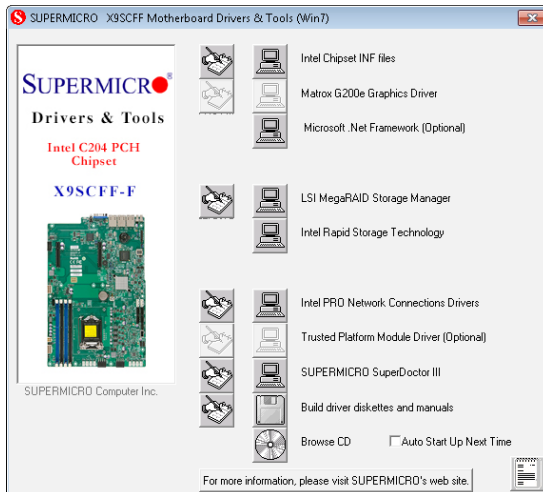 SUPERMICRO X9SCFF Motherboard Drivers & Tools (Win7)
SUPERMICRO®
Drivers & Tools
Intel C204 PCH
Chipset
X9SCFF-F
SUPERMICRO Computer Inc.
Intel Chipset INF files
Matrox G200e Graphics Driver
Microsoft .Net Framework (Optional)
LSI MegaRAID Storage Manager
Intel Rapid Storage Technology
Intel PRO Network Connections Drivers
Trusted Platform Module Driver (Optional)
SUPERMICRO SuperDoctor III
Build driver diskettes and manuals
Browse CD
Auto Start Up Next Time
For more information, please visit SUPERMICRO's web site.